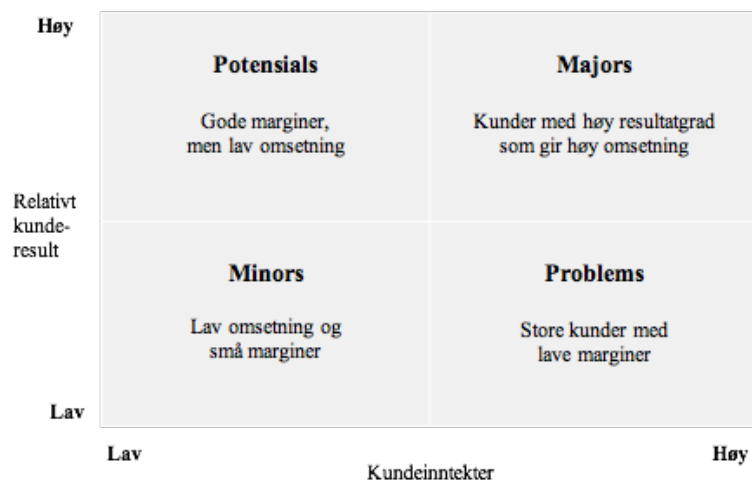 Høy
Potensials
Majors
Gode marginer,
men lav omsetning
Kunder med høy resultatgrad
som gir høy omsetning
Relativt
kunde-
result
Minors
Problems
Lav omsetning og
små marginer
Store kunder med
lave marginer
Lav
Lav
Høy
Kundeinntekter